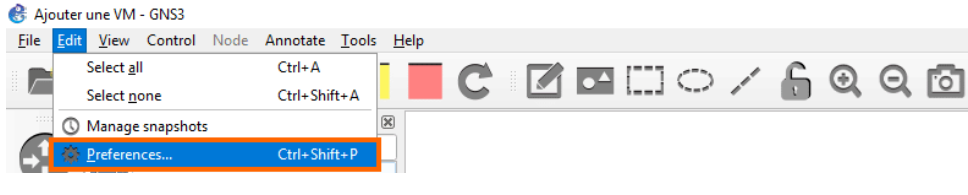 Ajouter une VM - GNS3
File Edit View Control Node Annotate Tools Help
Select all Ctrl+A
Select none Ctrl+Shift+A
Manage snapshots
Preferences... Ctrl+Shift+P